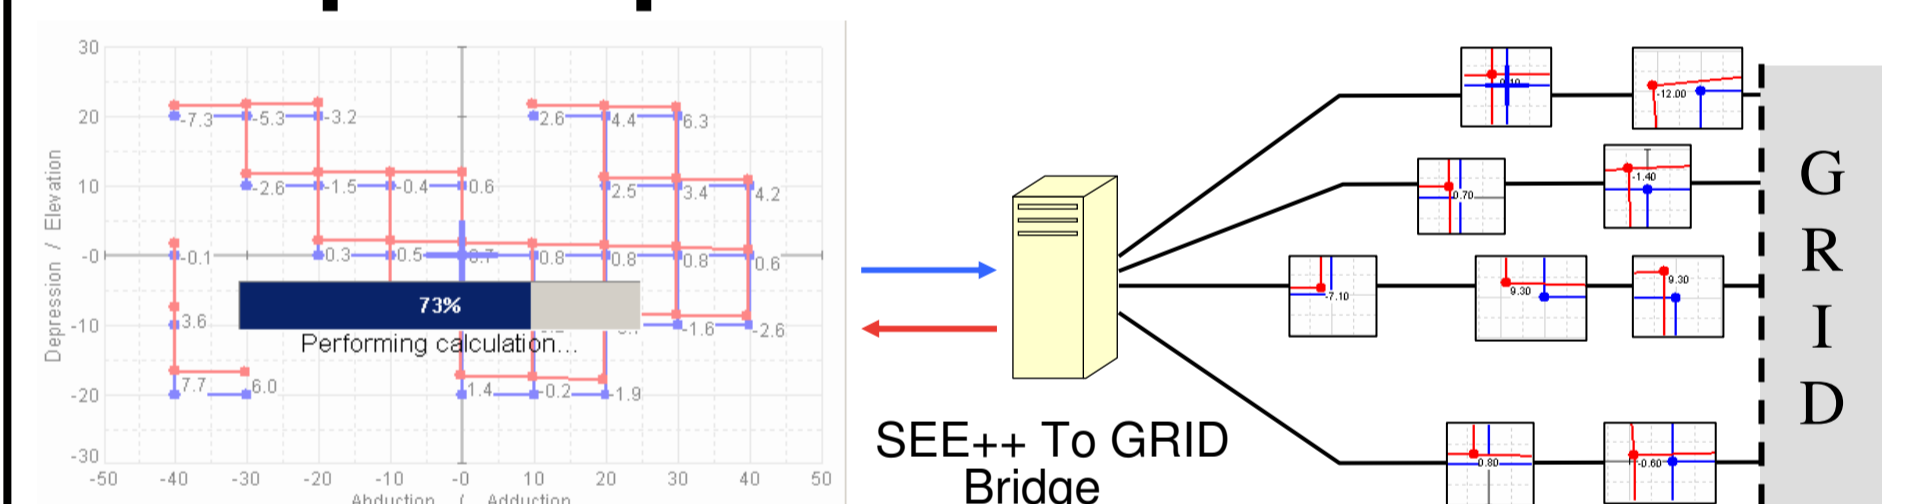 30
20
10
-0
-10
-20
-30
Depression / Elevation
-7.3 -5.3 -3.2 2.6 4.4 6.3
-2.6 -1.5 -0.4 0.6 2.5 3.4 4.2
-0.1 0.3 0.5 0.7 0.8 0.8 0.8 0.6
3.6 -1.6 -2.6
7.7 6.0 1.4 -0.2 -1.9
73%
Performing calculation...
-50 -40 -30 -20 -10 -0 10 20 30 40 50
Abduction / Adduction
SEE++ To GRID
Bridge
-12.00
0.70
-1.40
-7.10
9.30
9.30
0.80
-0.60
GRID